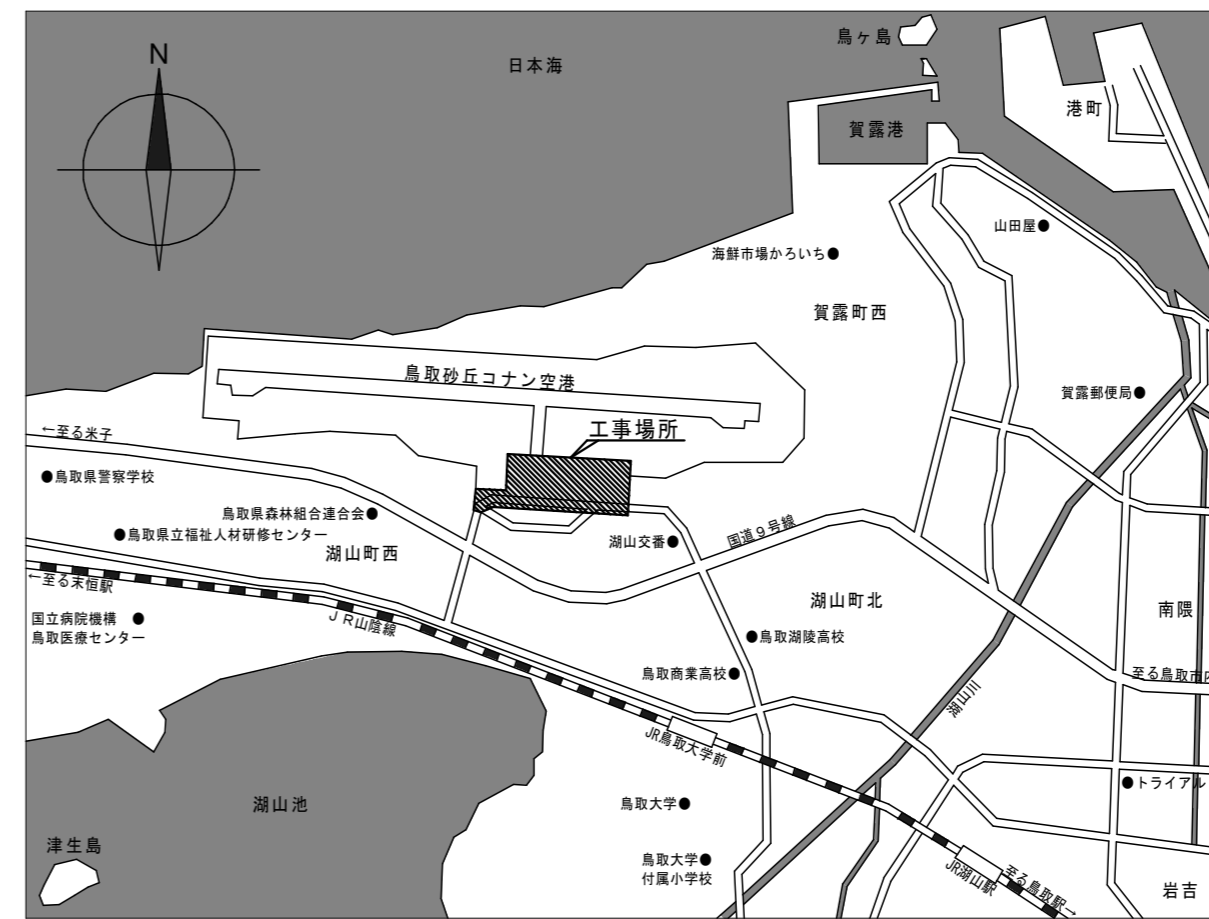 鳥ヶ島
N
日本海
港町
賀露港
山田屋●
海鮮市場かろいち●
賀露町西
鳥取砂丘コナン空港
賀露郵便局●
工事場所
←至る米子
●鳥取県警察学校
鳥取県森林組合連合会●
●鳥取県立福祉人材研修センター
湖山町西
湖山交番●
国道9号線
←至る末恒駅
湖山町北
南隈
国立病院機構 ●
鳥取医療センター
JR山陰線
●鳥取湖陵高校
鳥取商業高校●
至る鳥取市内
JR鳥取大学前
●トライアル
湖山池
鳥取大学●
津生島
鳥取大学●
付属小学校
JR湖山駅
至る鳥取駅→
岩吉